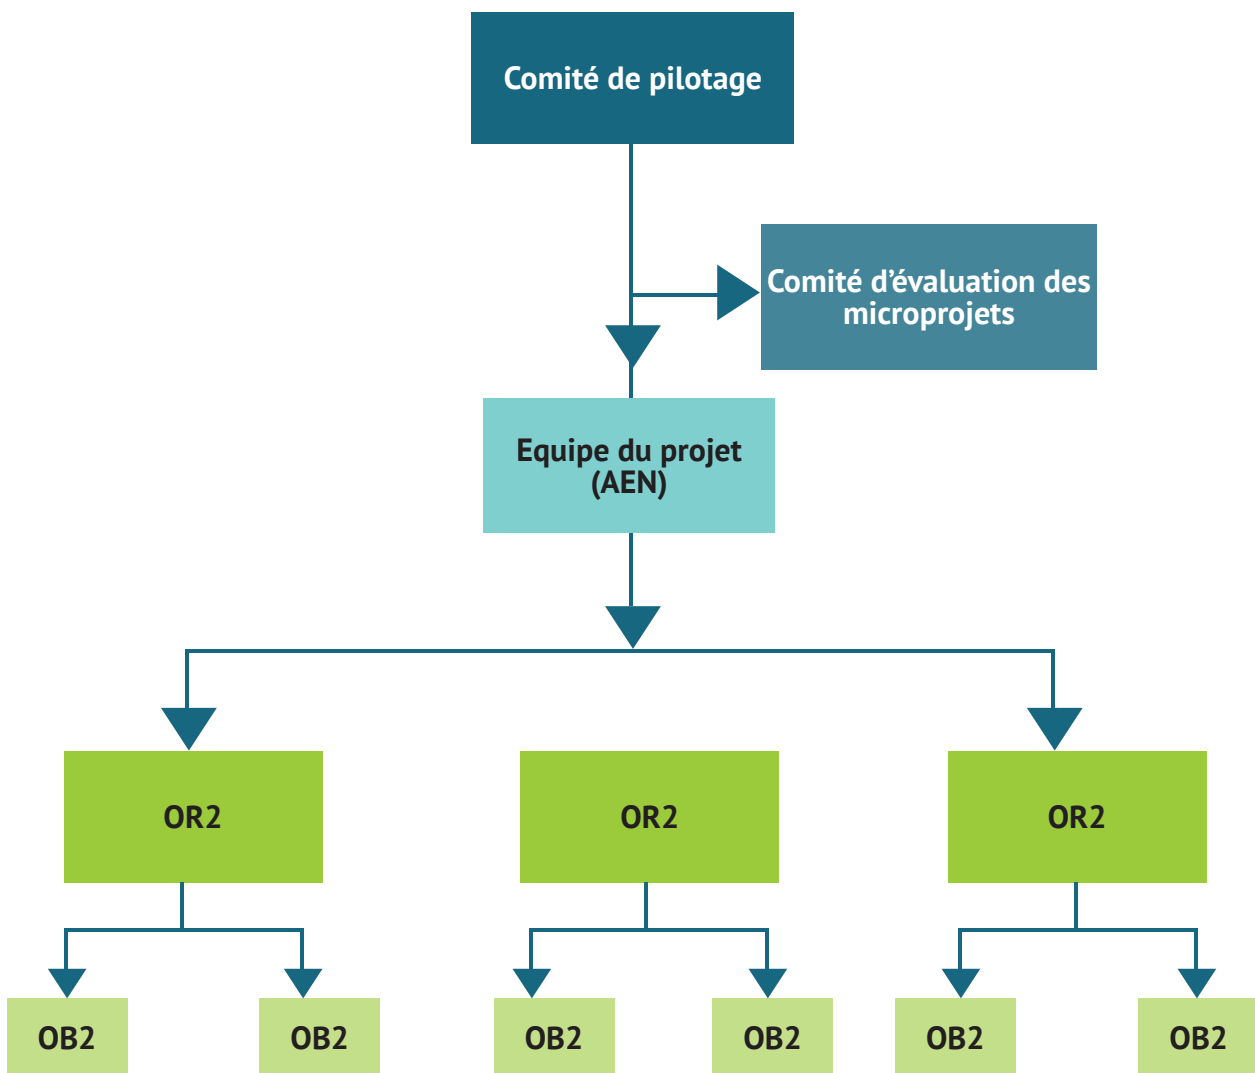 Comité de pilotage
Comité d’évaluation des
microprojets
Equipe du projet
(AEN)
OR2
OR2
OR2
OB2
OB2
OB2
OB2
OB2
OB2